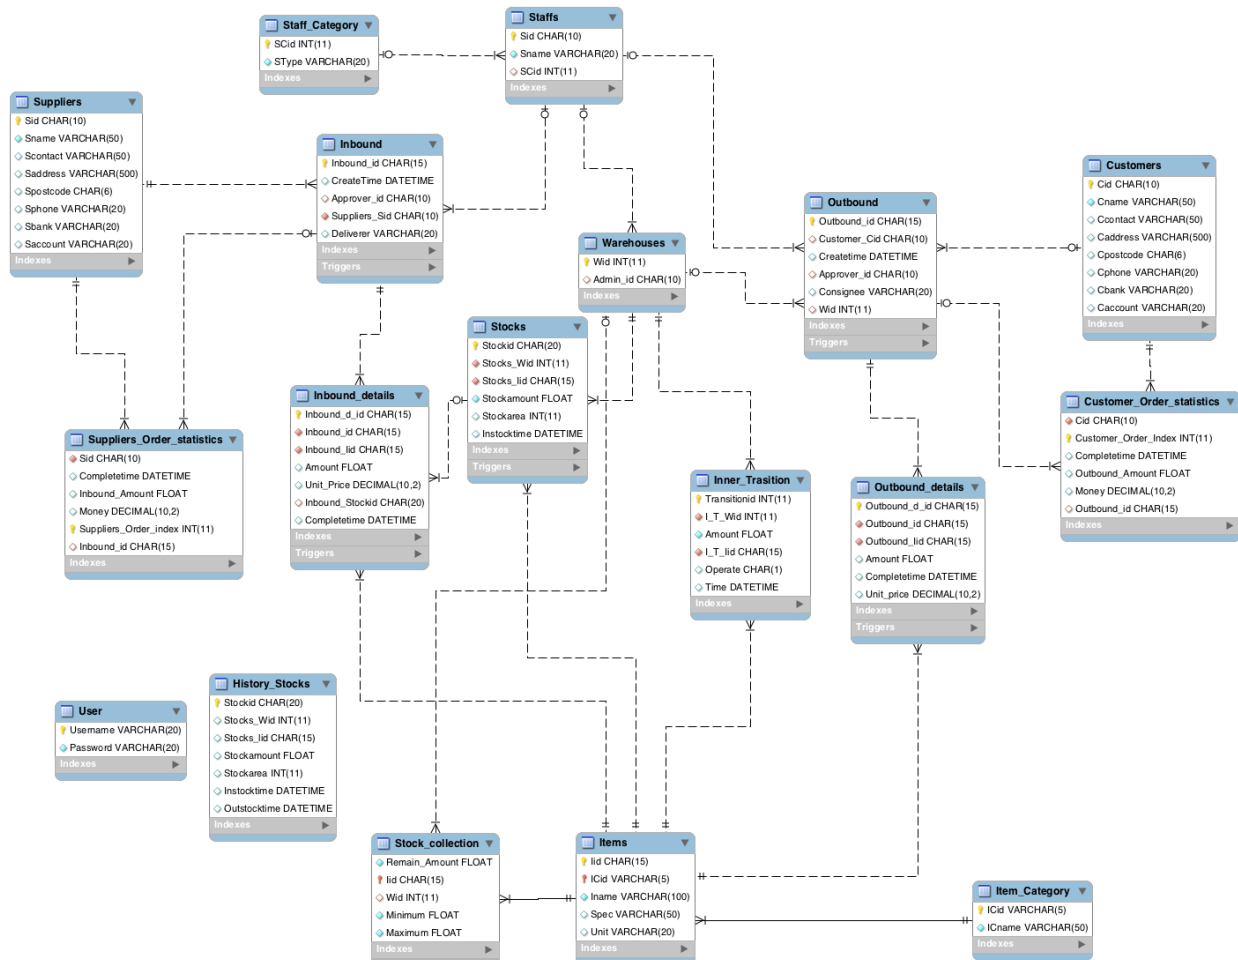 Staff_Category
SCid INT(11)
SType VARCHAR(20)
Indexes
Staffs
Sid CHAR(10)
Sname VARCHAR(20)
SCid INT(11)
Indexes
Suppliers
Sid CHAR(10)
Sname VARCHAR(50)
Scontact VARCHAR(50)
Saddress VARCHAR(500)
Spostcode CHAR(6)
Sphone VARCHAR(20)
Sbank VARCHAR(20)
Saccount VARCHAR(20)
Indexes
Inbound
Inbound_id CHAR(15)
CreateTime DATETIME
Approver_id CHAR(10)
Suppliers_Sid CHAR(10)
Deliverer VARCHAR(20)
Indexes
Triggers
Warehouses
Wid INT(11)
Admin_id CHAR(10)
Indexes
Outbound
Outbound_id CHAR(15)
Customer_Cid CHAR(10)
Createtime DATETIME
Approver_id CHAR(10)
Consignee VARCHAR(20)
Wid INT(11)
Indexes
Triggers
Customers
Cid CHAR(10)
Cname VARCHAR(50)
Ccontact VARCHAR(50)
Caddress VARCHAR(500)
Cpostcode CHAR(6)
Cphone VARCHAR(20)
Cbank VARCHAR(20)
Caccount VARCHAR(20)
Indexes
Stocks
Stockid CHAR(20)
Stocks_Wid INT(11)
Stocks_Iid CHAR(15)
Stockamount FLOAT
Stockarea INT(11)
Instocktime DATETIME
Indexes
Triggers
Inbound_details
Inbound_d_id CHAR(15)
Inbound_id CHAR(15)
Inbound_Iid CHAR(15)
Amount FLOAT
Unit_Price DECIMAL(10,2)
Inbound_Stockid CHAR(20)
Completetime DATETIME
Indexes
Triggers
Suppliers_Order_statistics
Sid CHAR(10)
Completetime DATETIME
Inbound_Amount FLOAT
Money DECIMAL(10,2)
Suppliers_Order_index INT(11)
Inbound_id CHAR(15)
Indexes
Inner_Trasition
Transitionid INT(11)
I_T_Wid INT(11)
Amount FLOAT
I_T_Iid CHAR(15)
Operate CHAR(1)
Time DATETIME
Indexes
Outbound_details
Outbound_d_id CHAR(15)
Outbound_id CHAR(15)
Outbound_Iid CHAR(15)
Amount FLOAT
Completetime DATETIME
Unit_price DECIMAL(10,2)
Indexes
Triggers
Customer_Order_statistics
Cid CHAR(10)
Customer_Order_Index INT(11)
Completetime DATETIME
Outbound_Amount FLOAT
Money DECIMAL(10,2)
Outbound_id CHAR(15)
Indexes
User
Username VARCHAR(20)
Password VARCHAR(20)
Indexes
History_Stocks
Stockid CHAR(20)
Stocks_Wid INT(11)
Stocks_Iid CHAR(15)
Stockamount FLOAT
Stockarea INT(11)
Instocktime DATETIME
Outstocktime DATETIME
Indexes
Stock_collection
Remain_Amount FLOAT
Iid CHAR(15)
Wid INT(11)
Minimum FLOAT
Maximum FLOAT
Indexes
Items
Iid CHAR(15)
ICid VARCHAR(5)
Iname VARCHAR(100)
Spec VARCHAR(50)
Unit VARCHAR(20)
Indexes
Item_Category
ICid VARCHAR(5)
ICname VARCHAR(50)
Indexes